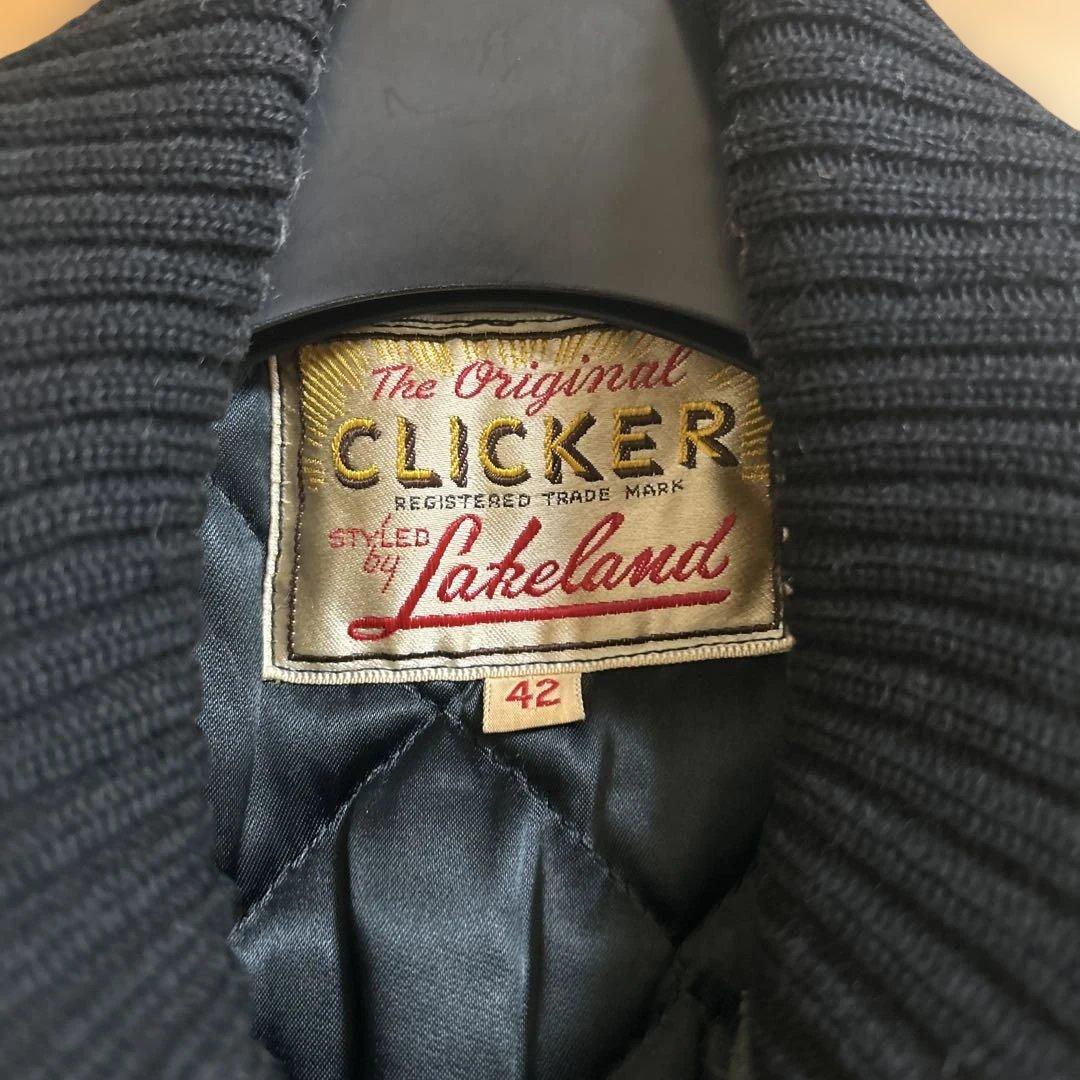 The Original
CLICKER
REGISTERED TRADE MARK
STYLED by Lakeland
42